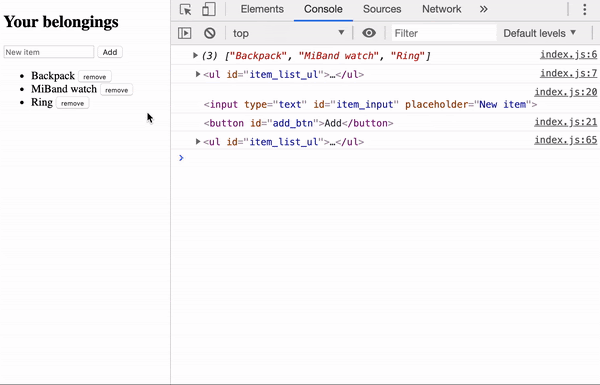 Your belongings
New item Add
Backpack remove
MiBand watch remove
Ring remove
Elements Console Sources Network »
top Filter Default levels
(3) ["Backpack", "MiBand watch", "Ring"] index.js:6
<ul id="item_list_ul">…</ul> index.js:7
index.js:20
<input type="text" id="item_input" placeholder="New item">
<button id="add_btn">Add</button> index.js:21
<ul id="item_list_ul">…</ul> index.js:65